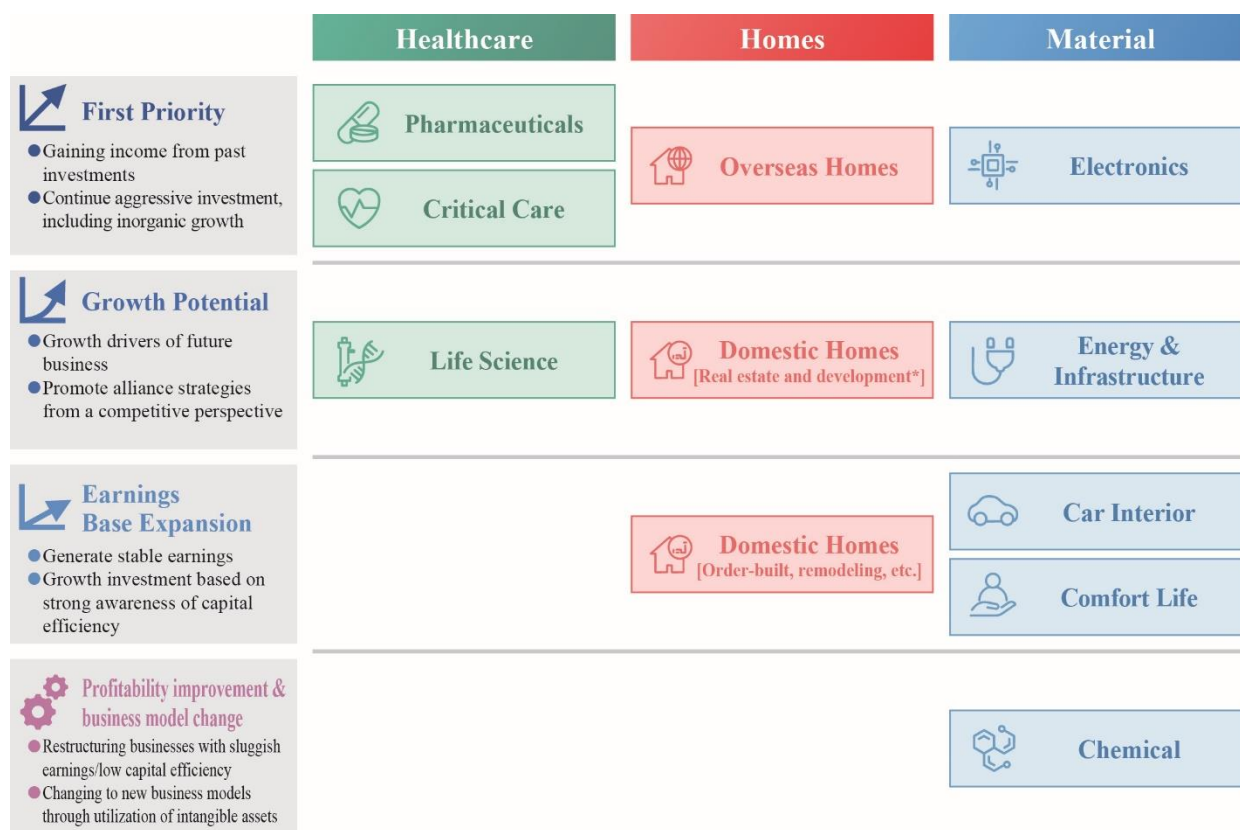 Healthcare
Homes
Material
First Priority
●Gaining income from past
investments
●Continue aggressive investment,
including inorganic growth
Pharmaceuticals
Critical Care
Overseas Homes
Electronics
Growth Potential
●Growth drivers of future
business
●Promote alliance strategies
from a competitive perspective
Life Science
Domestic Homes
[Real estate and development*]
Energy &
Infrastructure
Earnings
Base Expansion
●Generate stable earnings
●Growth investment based on
strong awareness of capital
efficiency
Domestic Homes
[Order-built, remodeling, etc.]
Car Interior
Comfort Life
Profitability improvement &
business model change
●Restructuring businesses with sluggish
earnings/low capital efficiency
●Changing to new business models
through utilization of intangible assets
Chemical